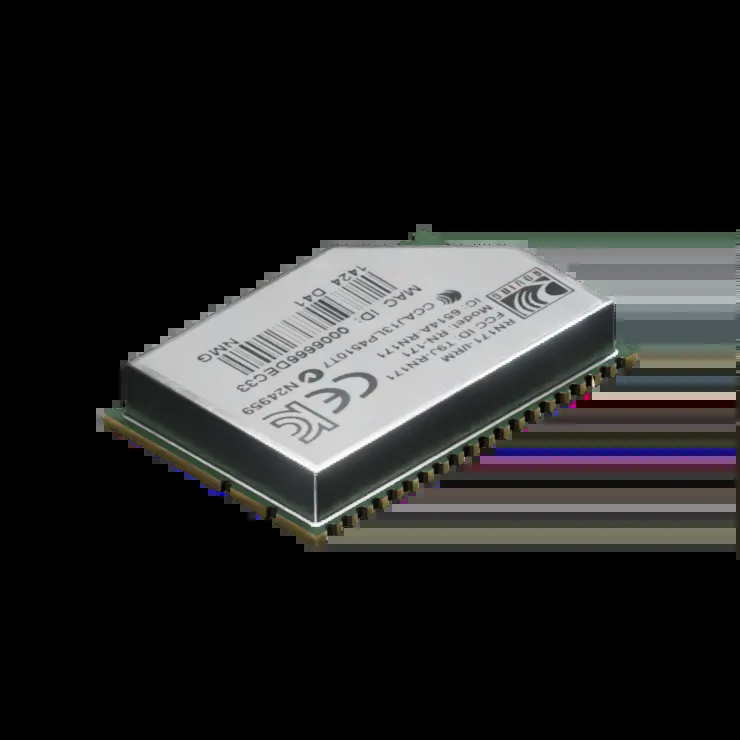 ROVING
RN171-I/RM
FCC ID: T9J-RN171
Model: RN-171
IC: 6514A-RN171
CCAJ13LP4510T7
N24959
MAC ID: 0006666DEC33
1424 D41
NMG
CE